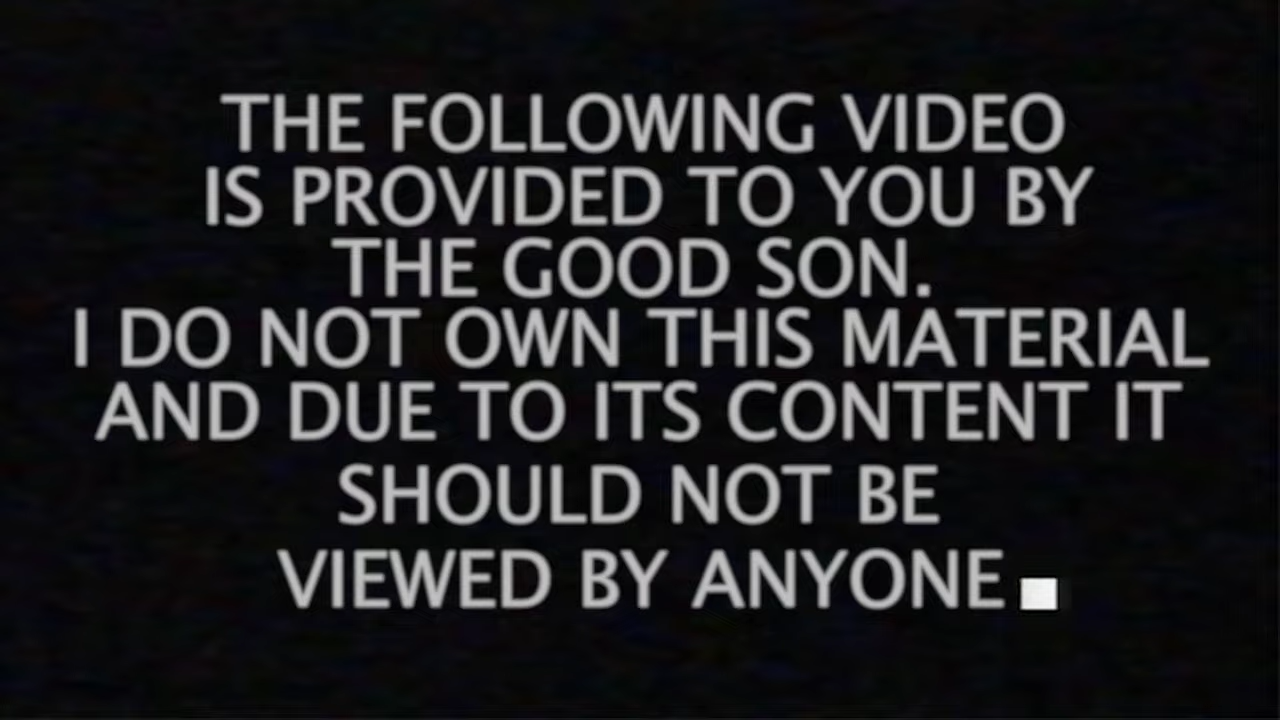 THE FOLLOWING VIDEO
IS PROVIDED TO YOU BY
THE GOOD SON.
I DO NOT OWN THIS MATERIAL
AND DUE TO ITS CONTENT IT
SHOULD NOT BE
VIEWED BY ANYONE